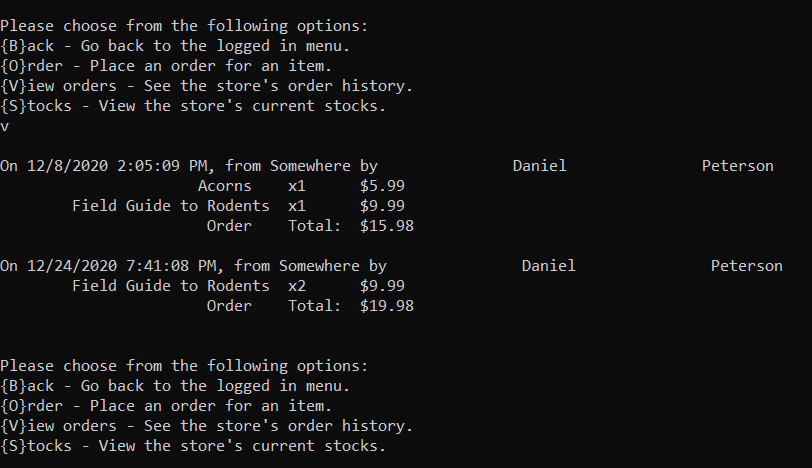 Please choose from the following options:
{B}ack - Go back to the logged in menu.
{O}rder - Place an order for an item.
{V}iew orders - See the store's order history.
{S}tocks - View the store's current stocks.
v
On 12/8/2020 2:05:09 PM, from Somewhere by Daniel Peterson
Acorns x1 $5.99
Field Guide to Rodents x1 $9.99
Order Total: $15.98
On 12/24/2020 7:41:08 PM, from Somewhere by Daniel Peterson
Field Guide to Rodents x2 $9.99
Order Total: $19.98
Please choose from the following options:
{B}ack - Go back to the logged in menu.
{O}rder - Place an order for an item.
{V}iew orders - See the store's order history.
{S}tocks - View the store's current stocks.